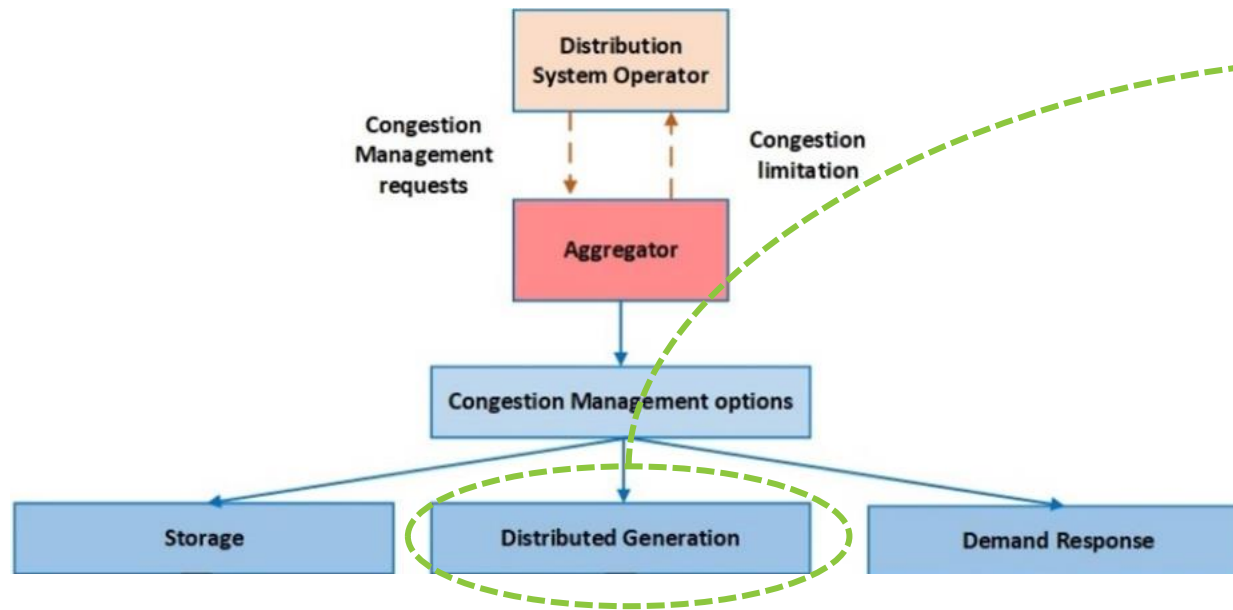 Distribution
System Operator
Congestion
Management
requests
Congestion
limitation
Aggregator
Congestion Management options
Storage
Distributed Generation
Demand Response